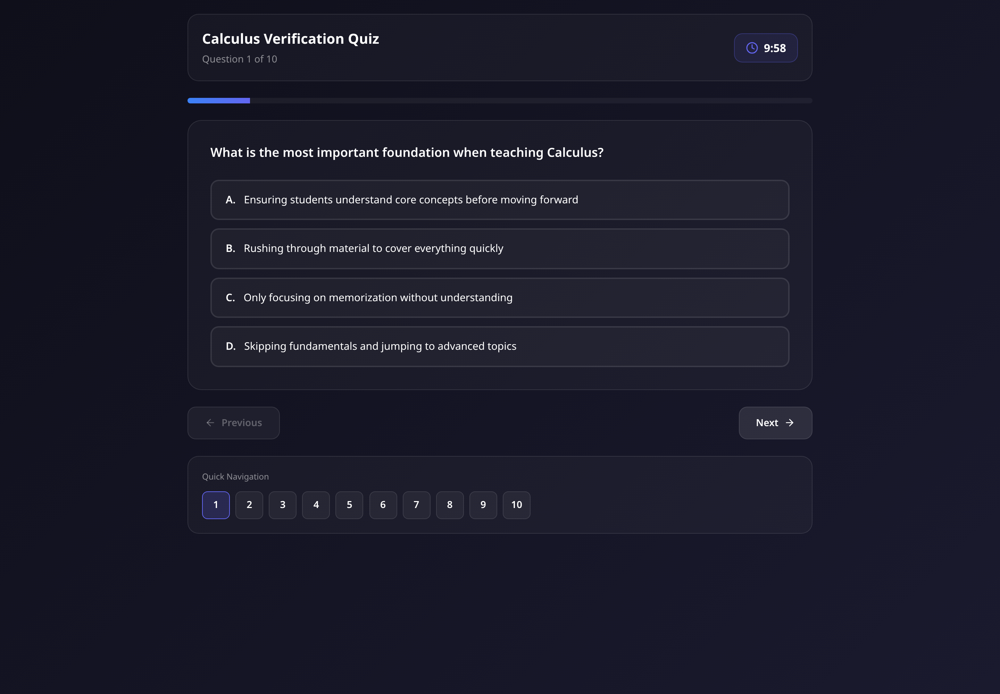 Calculus Verification Quiz
Question 1 of 10
9:58
What is the most important foundation when teaching Calculus?
A. Ensuring students understand core concepts before moving forward
B. Rushing through material to cover everything quickly
C. Only focusing on memorization without understanding
D. Skipping fundamentals and jumping to advanced topics
Previous
Next
Quick Navigation
1 2 3 4 5 6 7 8 9 10